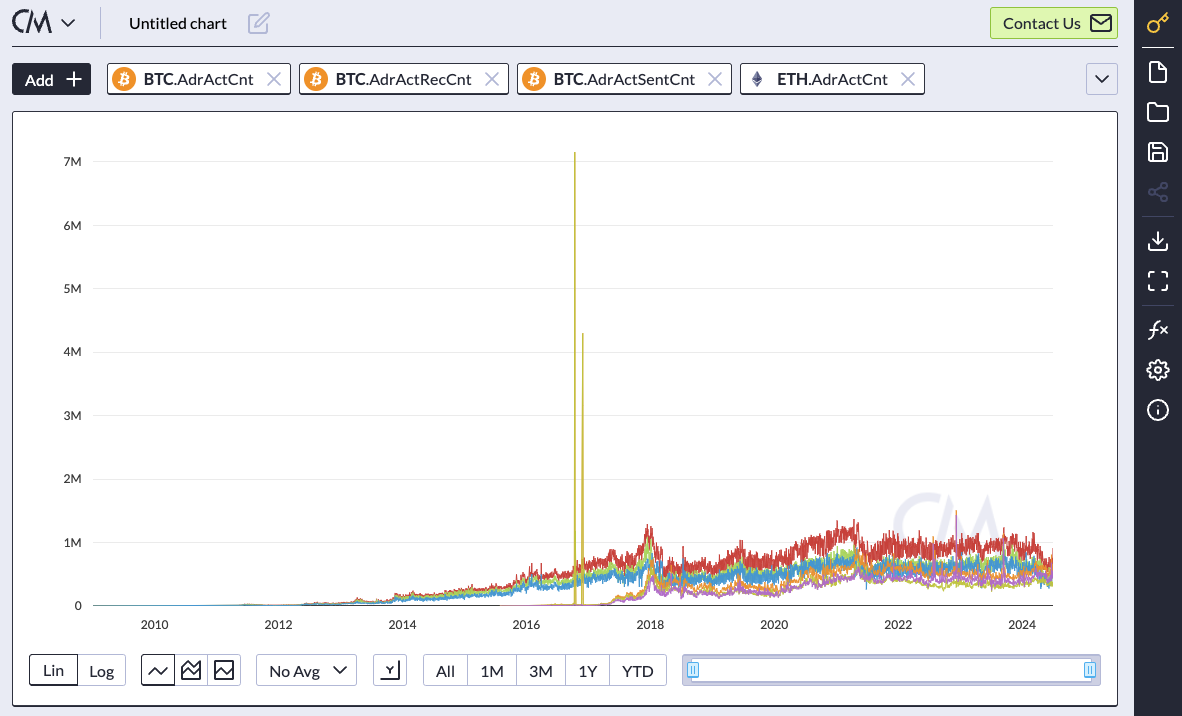 CM
Untitled chart
Contact Us
Add
BTC.AdrActCnt
BTC.AdrActRecCnt
BTC.AdrActSentCnt
ETH.AdrActCnt
7M
6M
5M
4M
3M
2M
1M
0
CM
2010 2012 2014 2016 2018 2020 2022 2024
Lin Log No Avg All 1M 3M 1Y YTD